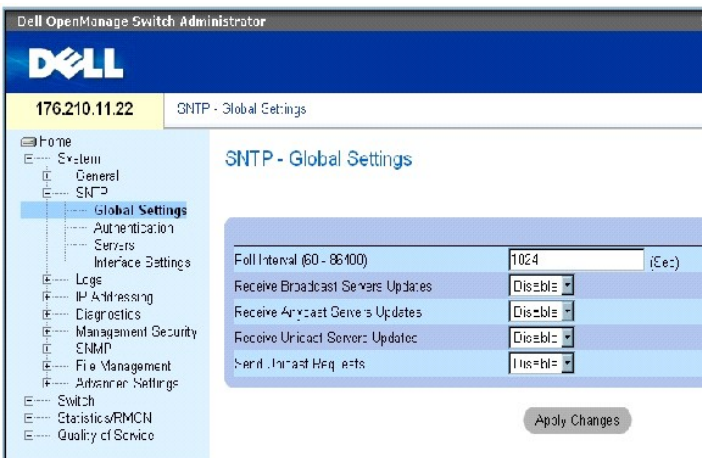 Dell OpenManage Switch Administrator
DELL
176.210.11.22
SNTP - Global Settings
Home
System
General
SNTP
Global Settings
Authentication
Servers
Interface Settings
Logs
IP Addressing
Diagnostics
Management Security
SNMP
File Management
Advanced Settings
Switch
Statistics/RMON
Quality of Service
SNTP - Global Settings
Poll Interval (60 - 86400) 1024 (Sec)
Receive Broadcast Servers Updates Disable
Receive Anycast Servers Updates Disable
Receive Unicast Servers Updates Disable
Send Unicast Requests Disable
Apply Changes